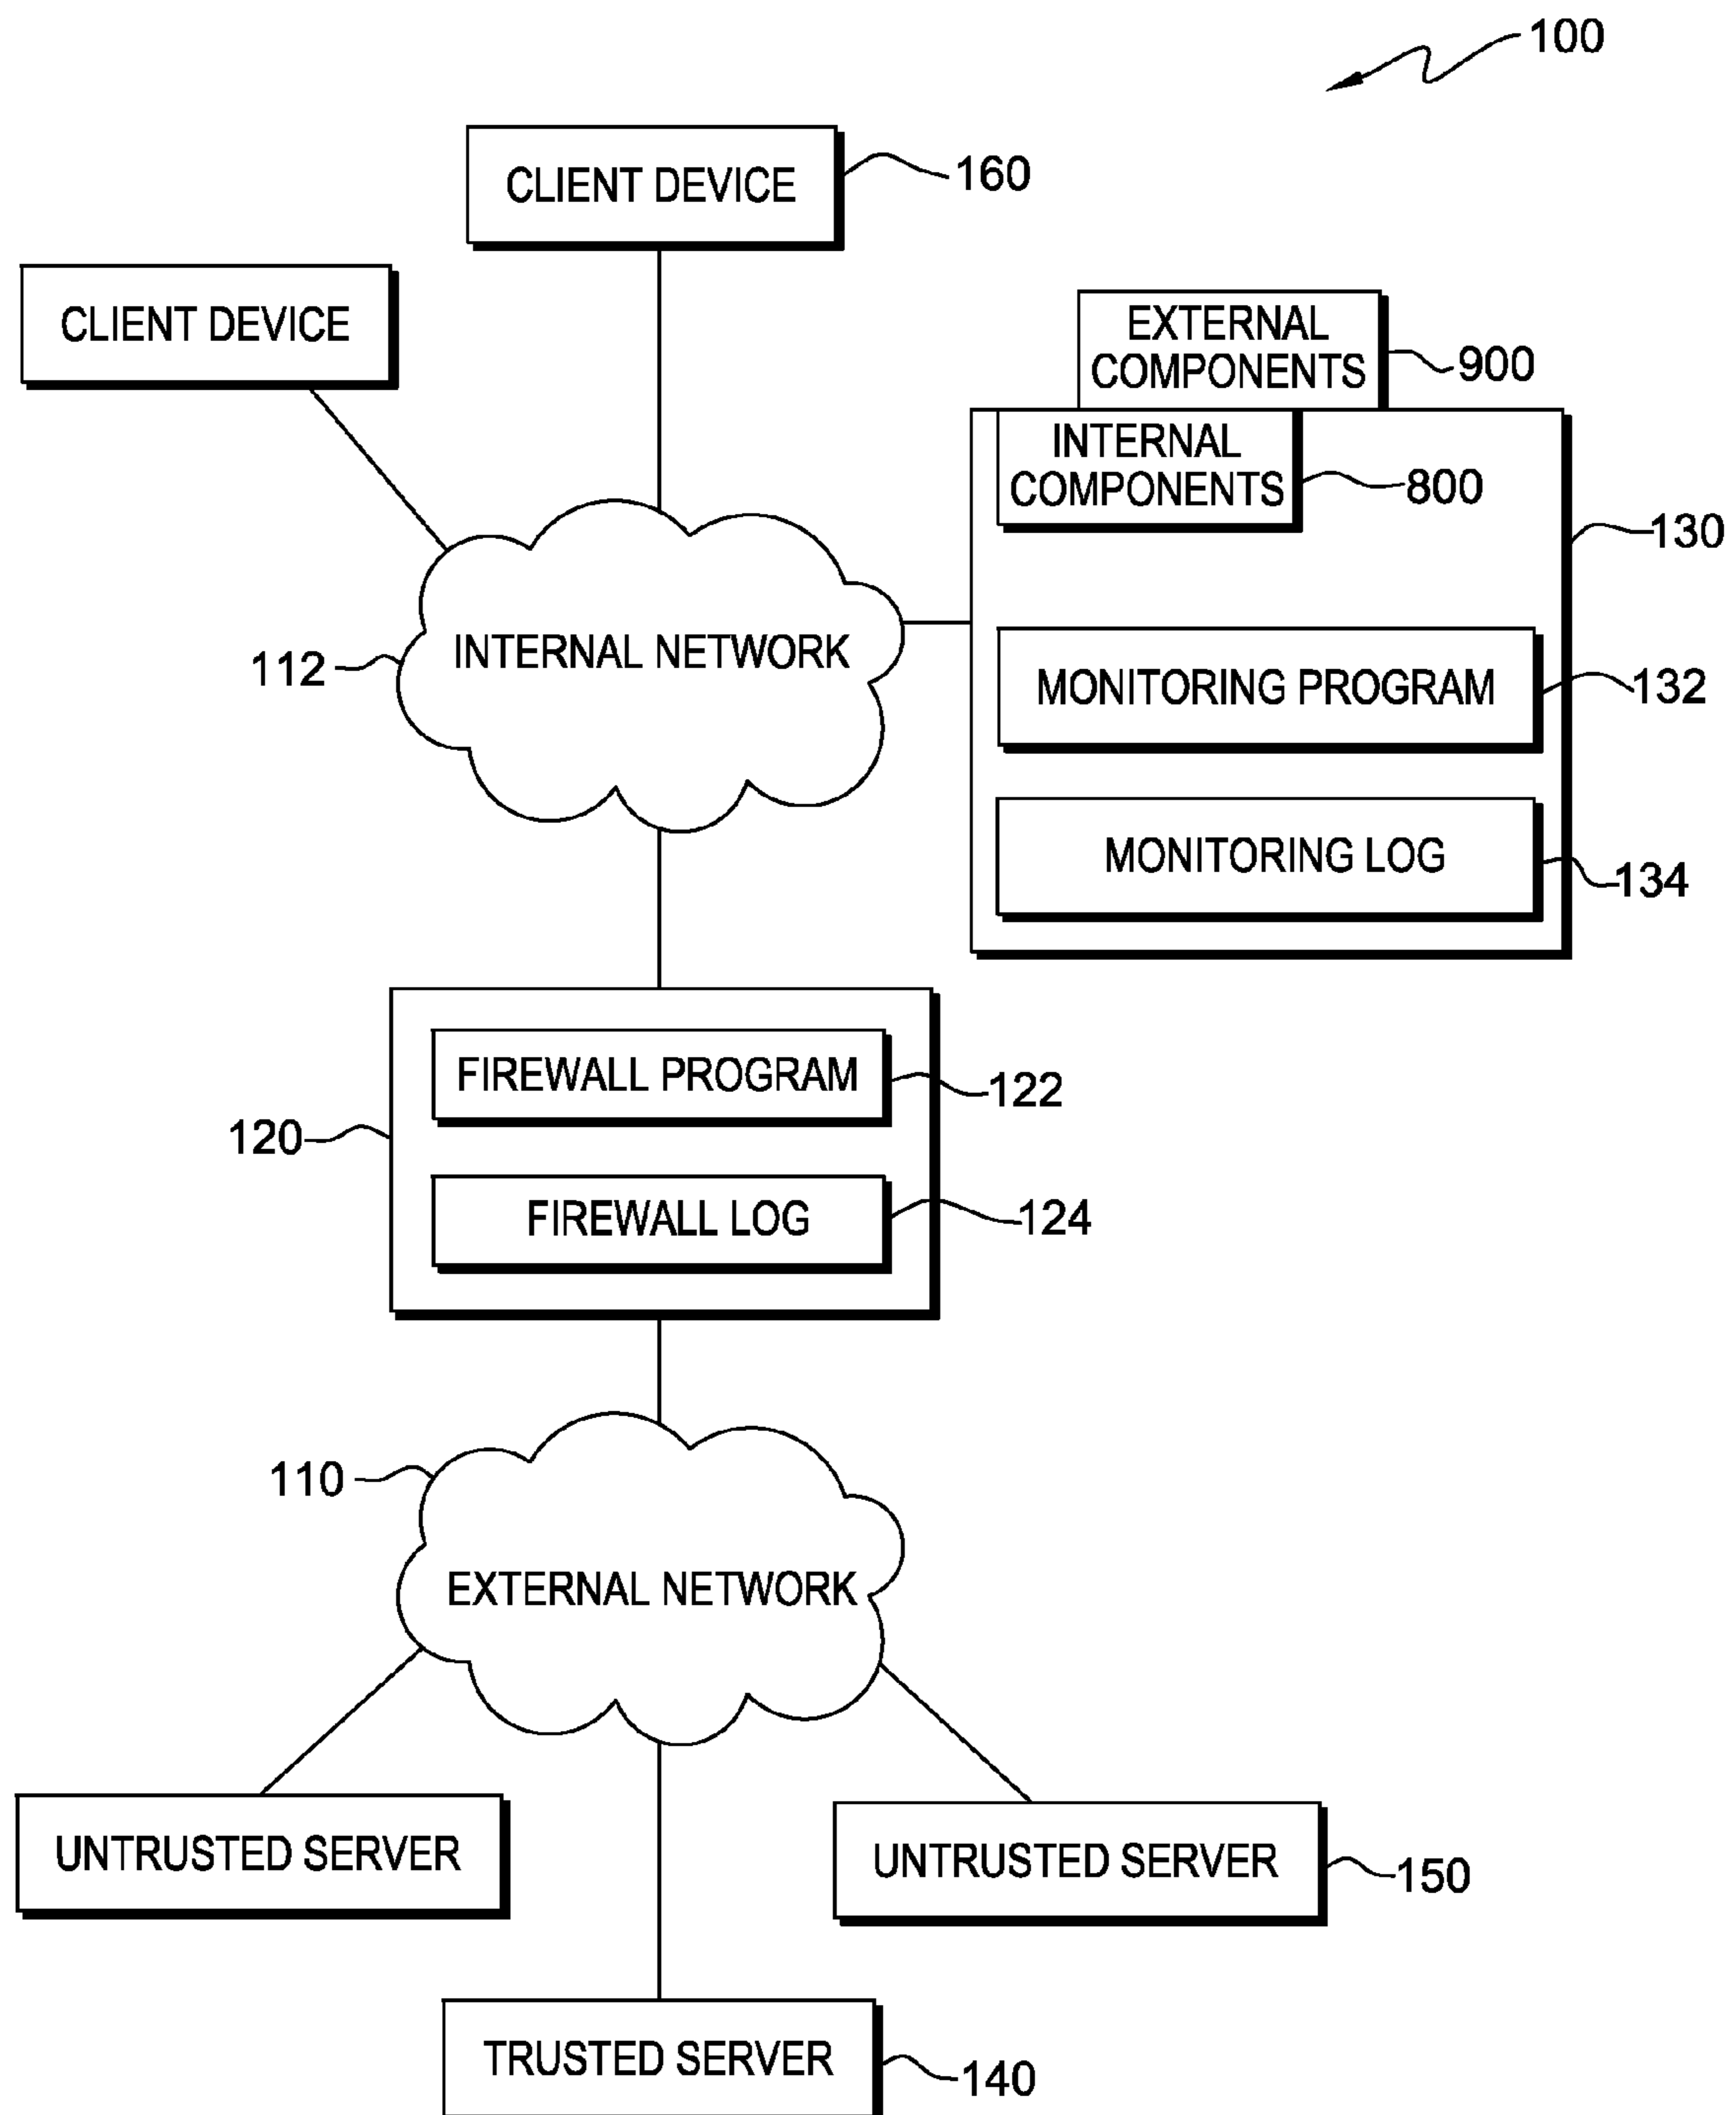 100
CLIENT DEVICE
160
CLIENT DEVICE
EXTERNAL
COMPONENTS
900
INTERNAL
COMPONENTS
800
130
INTERNAL NETWORK
112
MONITORING PROGRAM
132
MONITORING LOG
134
FIREWALL PROGRAM
122
120
FIREWALL LOG
124
110
EXTERNAL NETWORK
UNTRUSTED SERVER
UNTRUSTED SERVER
150
TRUSTED SERVER
140